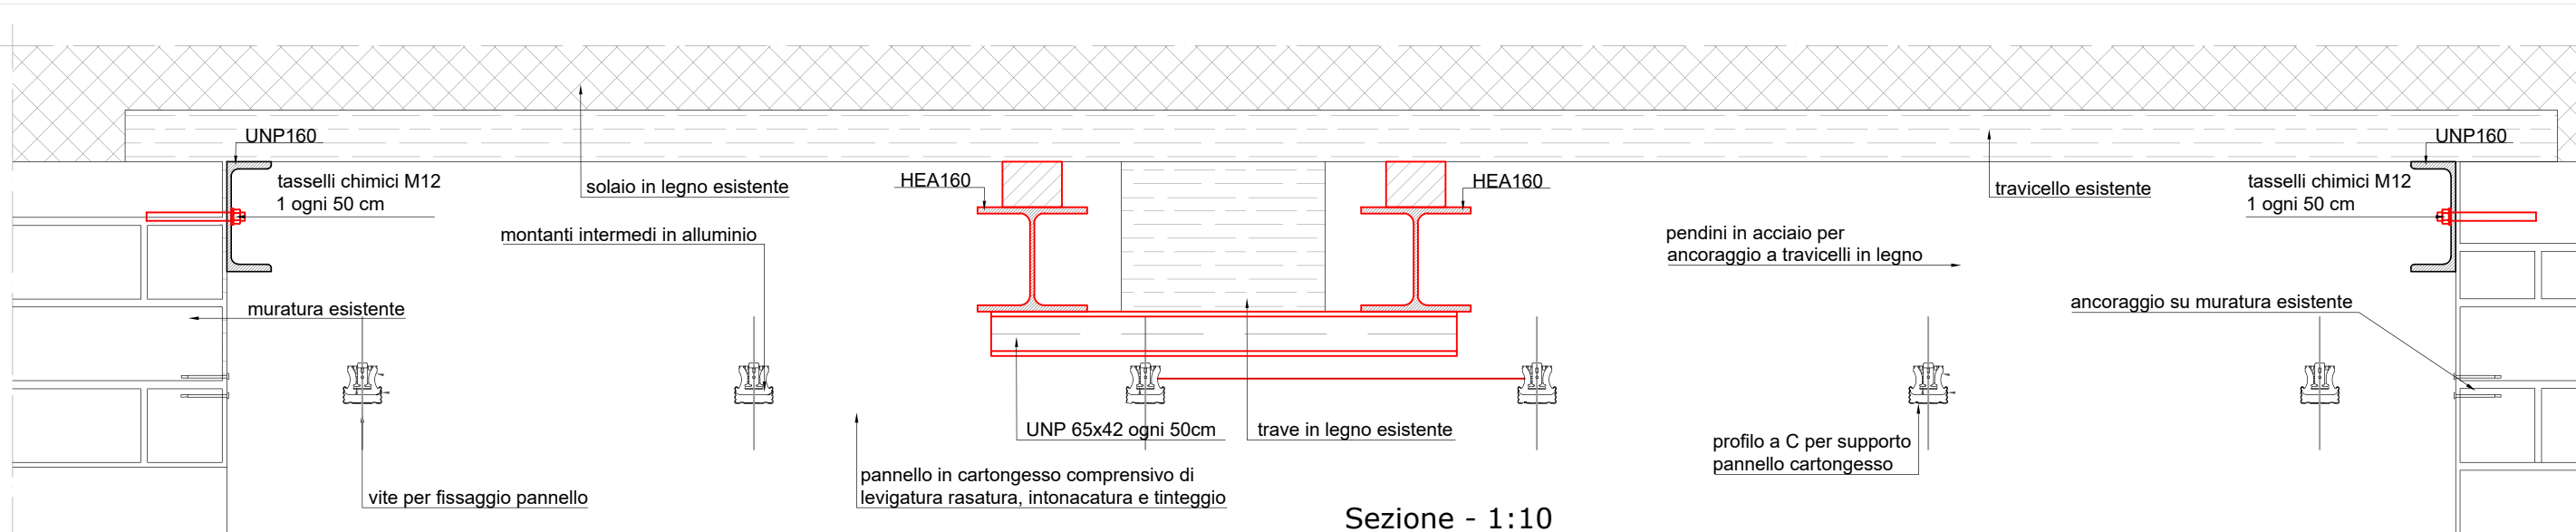 UNP160
UNP160
tasselli chimici M12
1 ogni 50 cm
solaio in legno esistente
HEA160
HEA160
travicello esistente
tasselli chimici M12
1 ogni 50 cm
montanti intermedi in alluminio
pendini in acciaio per
ancoraggio a travicelli in legno
muratura esistente
ancoraggio su muratura esistente
UNP 65x42 ogni 50cm
trave in legno esistente
profilo a C per supporto
pannello cartongesso
vite per fissaggio pannello
pannello in cartongesso comprensivo di
levigatura rasatura, intonacatura e tinteggio
Sezione - 1:10